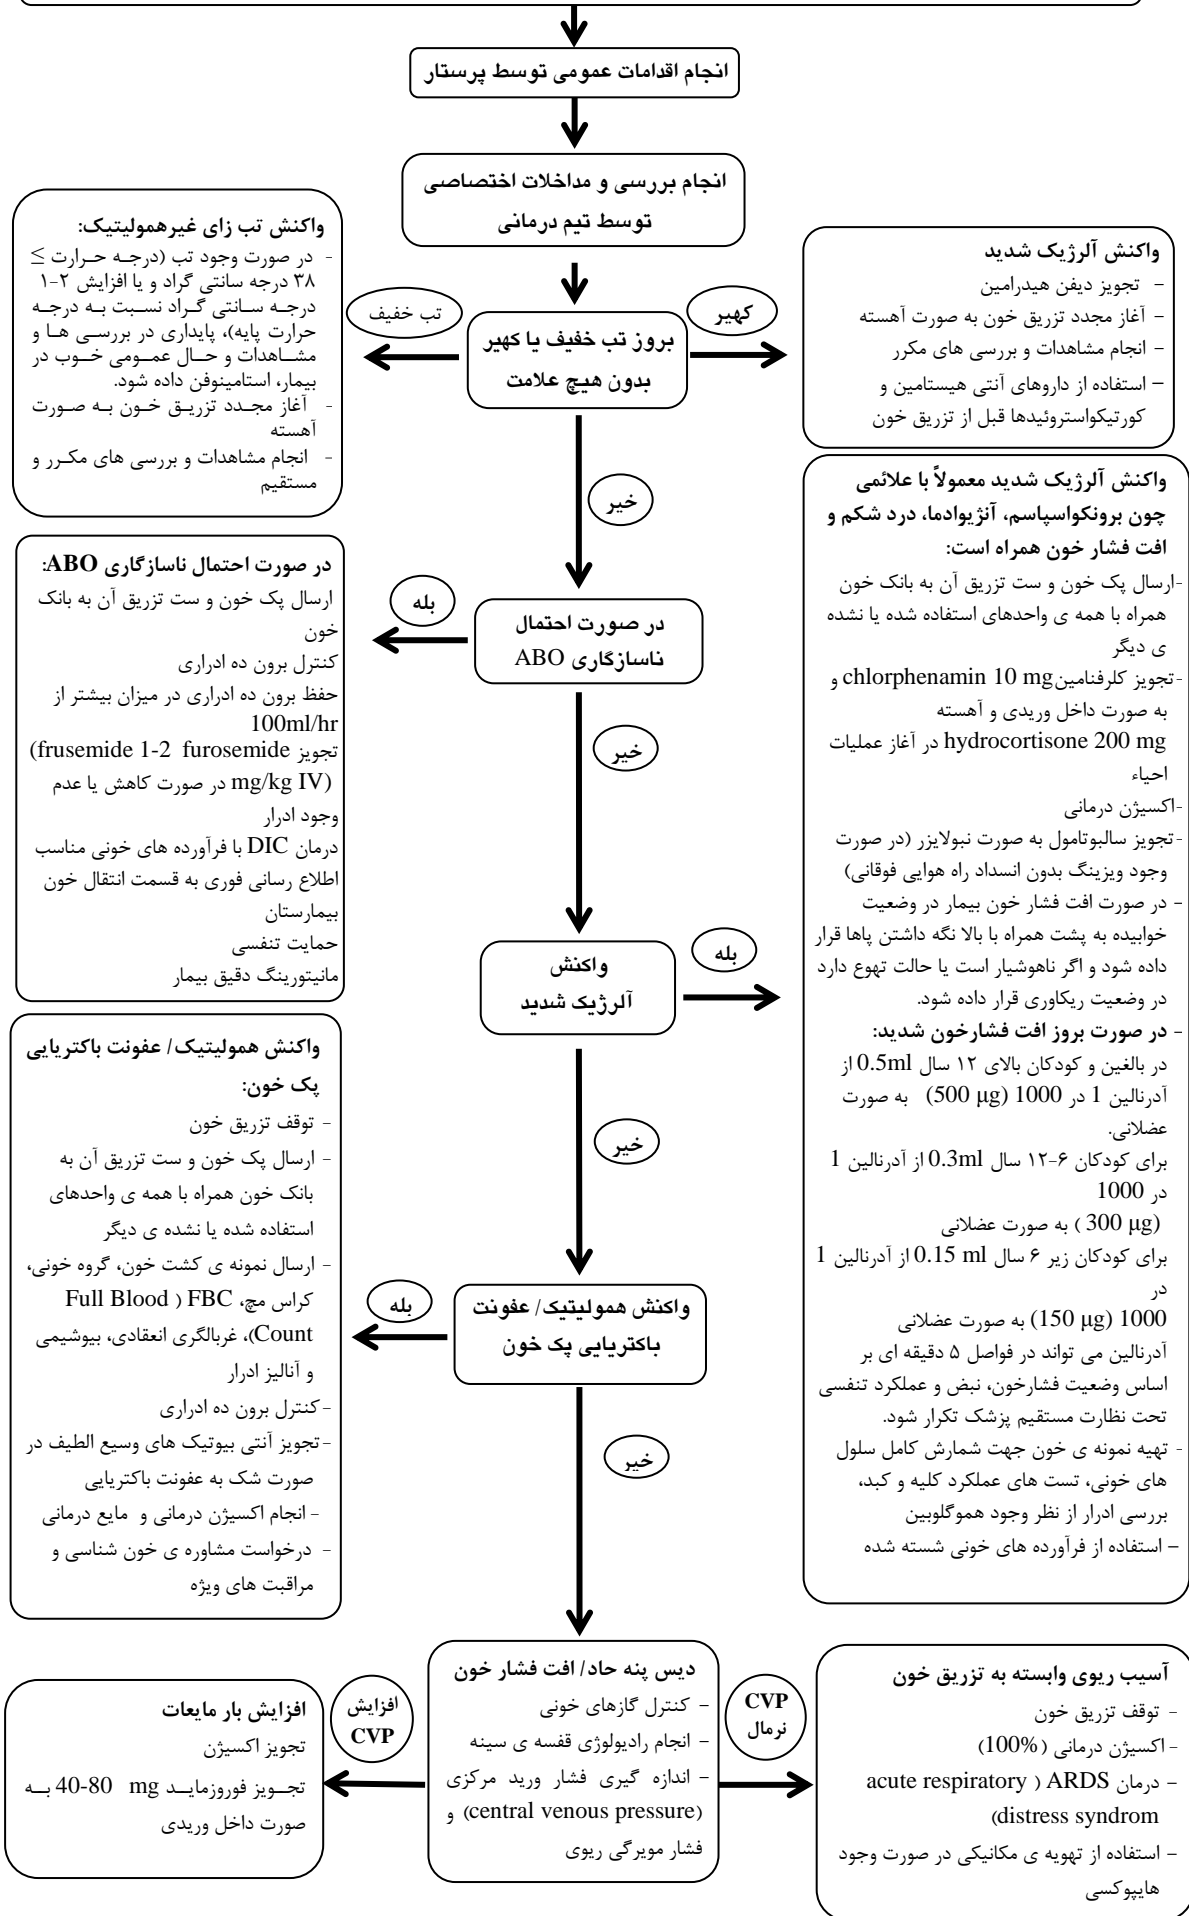 انجام اقدامات عمومی توسط پرستار
انجام بررسی و مداخلات اختصاصی
توسط تیم درمانی
واکنش تب زای غیرهمولیتیک:
- در صورت وجود تب (درجه حرارت ≥
۳۸ درجه سانتی گراد و یا افزایش ۲-۱
درجه سانتی گراد نسبت به درجه
حرارت پایه)، پایداری در بررسی ها و
مشاهدات و حال عمومی خوب در
بیمار، استامینوفن داده شود.
- آغاز مجدد تزریق خون به صورت
آهسته
- انجام مشاهدات و بررسی های مکرر و
مستقیم
تب خفیف
بروز تب خفیف یا کهیر
بدون هیچ علامت
کهیر
واکنش آلرژیک شدید
- تجویز دیفن هیدرامین
- آغاز مجدد تزریق خون به صورت آهسته
- انجام مشاهدات و بررسی های مکرر
- استفاده از داروهای آنتی هیستامین و
کورتیکواستروئیدها قبل از تزریق خون
خیر
در صورت احتمال
ناسازگاری ABO
بله
در صورت احتمال ناسازگاری ABO:
ارسال پک خون و ست تزریق آن به بانک
خون
کنترل برون ده ادراری
حفظ برون ده ادراری در میزان بیشتر از
100ml/hr
تجویز frusemide 1-2 furosemide)
mg/kg IV) در صورت کاهش یا عدم
وجود ادرار
درمان DIC با فرآورده های خونی مناسب
اطلاع رسانی فوری به قسمت انتقال خون
بیمارستان
حمایت تنفسی
مانیتورینگ دقیق بیمار
خیر
واکنش
آلرژیک شدید
بله
واکنش آلرژیک شدید معمولاً با علائمی
چون برونکواسپاسم، آنژیوادما، درد شکم و
افت فشار خون همراه است:
-ارسال پک خون و ست تزریق آن به بانک خون
همراه با همه ی واحدهای استفاده شده یا نشده
ی دیگر
-تجویز کلرفنامین chlorphenamin 10 mg و
به صورت داخل وریدی و آهسته
hydrocortisone 200 mg در آغاز عملیات
احیاء
-اکسیژن درمانی
-تجویز سالبوتامول به صورت نبولایزر (در صورت
وجود ویزینگ بدون انسداد راه هوایی فوقانی)
- در صورت افت فشار خون بیمار در وضعیت
خوابیده به پشت همراه با بالا نگه داشتن پاها قرار
داده شود و اگر ناهوشیار است یا حالت تهوع دارد
در وضعیت ریکاوری قرار داده شود.
- در صورت بروز افت فشارخون شدید:
در بالغین و کودکان بالای ۱۲ سال 0.5ml از
آدرنالین 1 در 1000 (500 µg) به صورت
عضلانی.
برای کودکان ۶-۱۲ سال 0.3ml از آدرنالین 1
در 1000
(300 µg ) به صورت عضلانی
برای کودکان زیر ۶ سال 0.15 ml از آدرنالین 1
در
1000 (150 µg) به صورت عضلانی
آدرنالین می تواند در فواصل ۵ دقیقه ای بر
اساس وضعیت فشارخون، نبض و عملکرد تنفسی
تحت نظارت مستقیم پزشک تکرار شود.
- تهیه نمونه ی خون جهت شمارش کامل سلول
های خونی، تست های عملکرد کلیه و کبد،
بررسی ادرار از نظر وجود هموگلوبین
- استفاده از فرآورده های خونی شسته شده
خیر
واکنش همولیتیک/ عفونت
باکتریایی پک خون
بله
واکنش همولیتیک/ عفونت باکتریایی
پک خون:
- توقف تزریق خون
- ارسال پک خون و ست تزریق آن به
بانک خون همراه با همه ی واحدهای
استفاده شده یا نشده ی دیگر
- ارسال نمونه ی کشت خون، گروه خونی،
کراس مچ، FBC ( Full Blood
Count)، غربالگری انعقادی، بیوشیمی
و آنالیز ادرار
-کنترل برون ده ادراری
-تجویز آنتی بیوتیک های وسیع الطیف در
صورت شک به عفونت باکتریایی
- انجام اکسیژن درمانی و مایع درمانی
- درخواست مشاوره ی خون شناسی و
مراقبت های ویژه
خیر
دیس پنه حاد/ افت فشار خون
- کنترل گازهای خونی
- انجام رادیولوژی قفسه ی سینه
- اندازه گیری فشار ورید مرکزی
(central venous pressure) و
فشار مویرگی ریوی
CVP
نرمال
آسیب ریوی وابسته به تزریق خون
- توقف تزریق خون
-اکسیژن درمانی (100%)
- درمان ARDS ( acute respiratory
distress syndrom)
- استفاده از تهویه ی مکانیکی در صورت وجود
هایپوکسی
افزایش
CVP
افزایش بار مایعات
تجویز اکسیژن
تجویز فوروزماید 40-80 mg به
صورت داخل وریدی